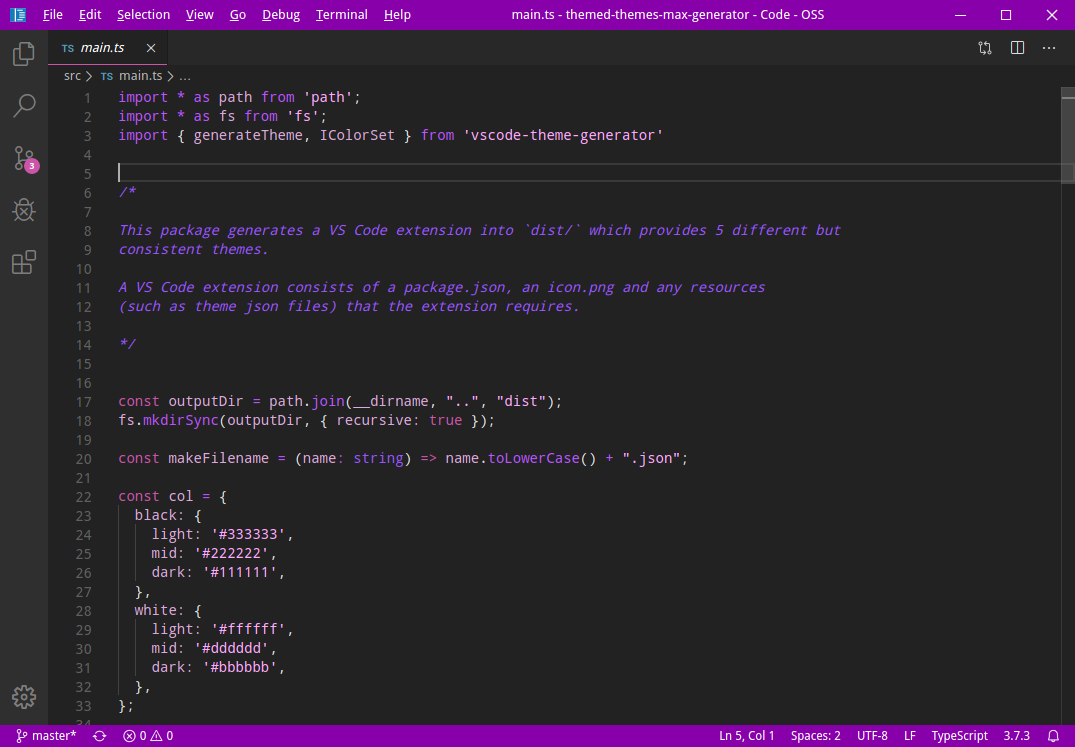 File Edit Selection View Go Debug Terminal Help main.ts - themed-themes-max-generator - Code - OSS
TS main.ts
src > TS main.ts > ...
1 import * as path from 'path';
2 import * as fs from 'fs';
3 import { generateTheme, IColorSet } from 'vscode-theme-generator'
4
5
6 /*
7
8 This package generates a VS Code extension into `dist/` which provides 5 different but
9 consistent themes.
10
11 A VS Code extension consists of a package.json, an icon.png and any resources
12 (such as theme json files) that the extension requires.
13
14 */
15
16
17 const outputDir = path.join(__dirname, "..", "dist");
18 fs.mkdirSync(outputDir, { recursive: true });
19
20 const makeFilename = (name: string) => name.toLowerCase() + ".json";
21
22 const col = {
23   black: {
24     light: '#333333',
25     mid: '#222222',
26     dark: '#111111',
27   },
28   white: {
29     light: '#ffffff',
30     mid: '#dddddd',
31     dark: '#bbbbbb',
32   },
33 };
34
3
master* 0 0 Ln 5, Col 1 Spaces: 2 UTF-8 LF TypeScript 3.7.3